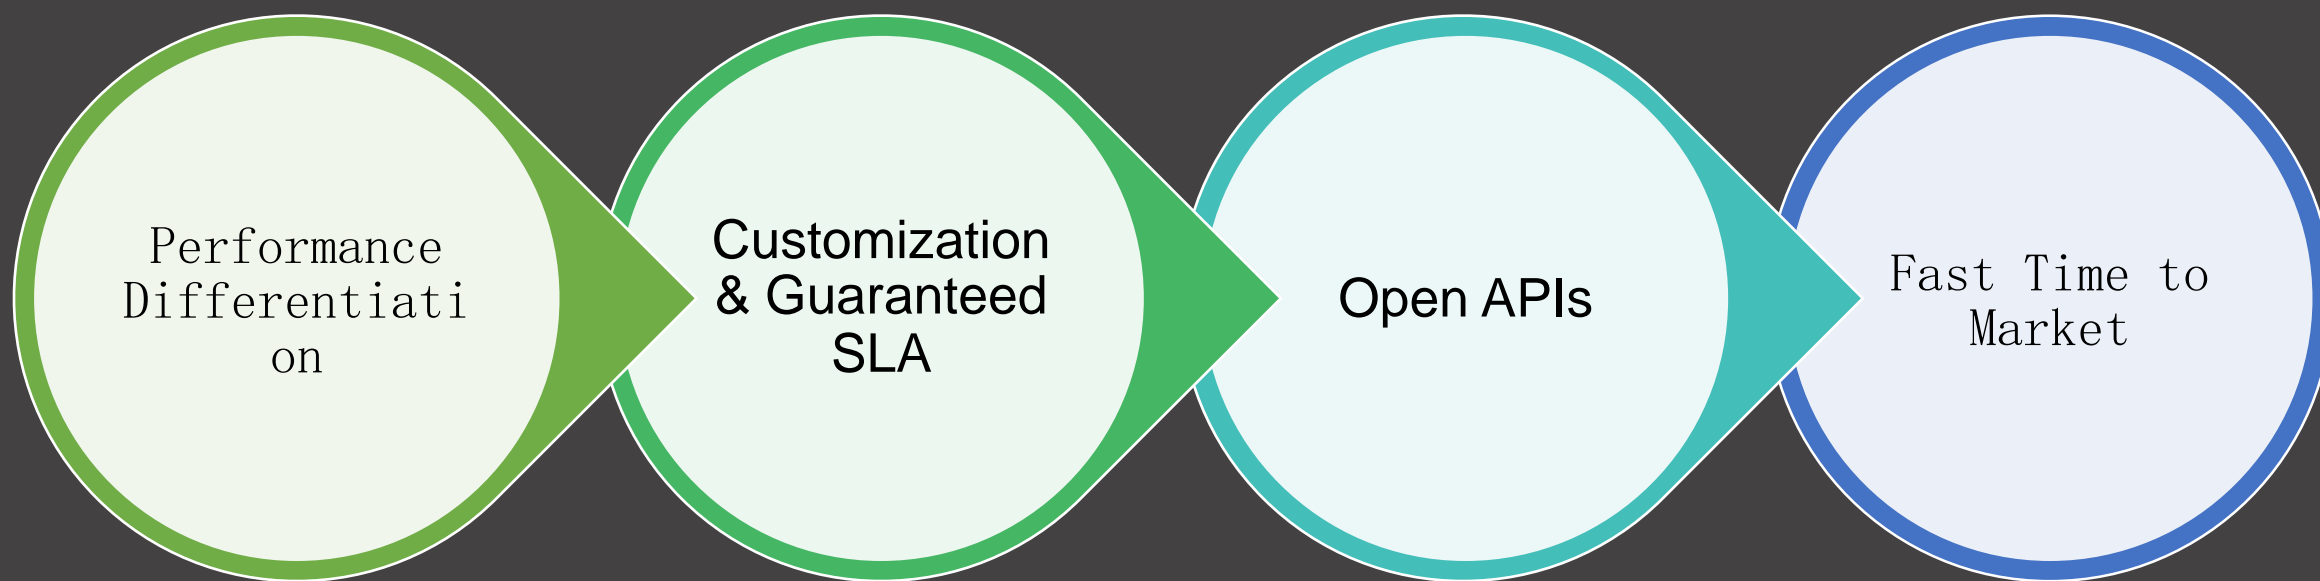 Performance
Differentiati
on
Customization
& Guaranteed
SLA
Open APIs
Fast Time to
Market